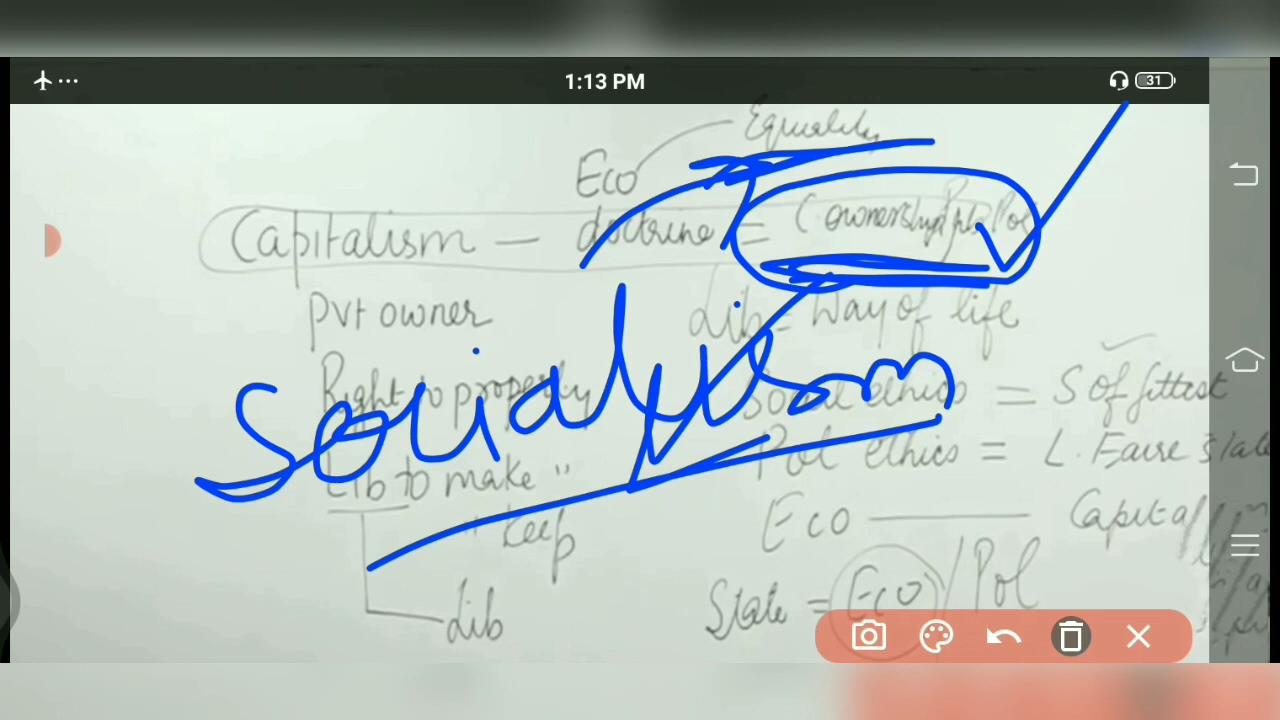 1:13 PM
31
Equality
Eco
Capitalism — doctrine = (ownership Pol
Pvt owner
Lib = Way of life
Right to property
Social ethics = S of fittest
socialism
Pol ethics = L. Faire state
Lib to make "
" keep
Eco — Capital
State = Eco / Pol
Lib